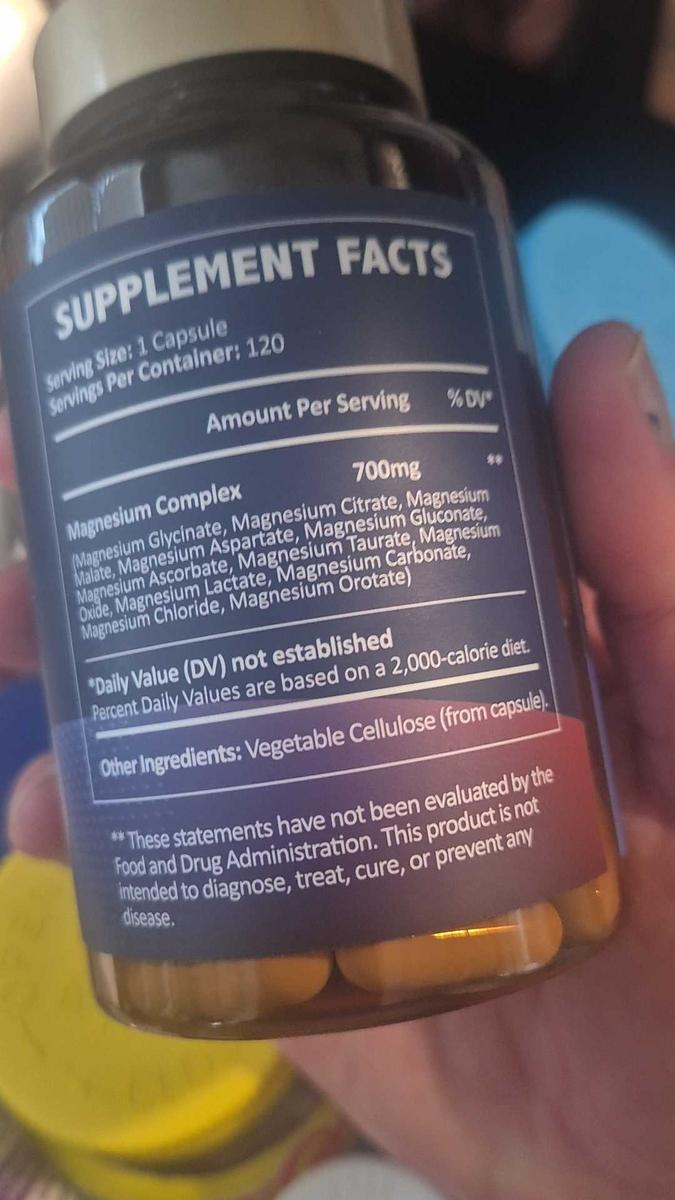 SUPPLEMENT FACTS
Serving Size: 1 Capsule
Servings Per Container: 120
Amount Per Serving % DV*
Magnesium Complex 700mg **
(Magnesium Glycinate, Magnesium Citrate, Magnesium
Malate, Magnesium Aspartate, Magnesium Gluconate,
Magnesium Ascorbate, Magnesium Taurate, Magnesium
Oxide, Magnesium Lactate, Magnesium Carbonate,
Magnesium Chloride, Magnesium Orotate)
*Daily Value (DV) not established
Percent Daily Values are based on a 2,000-calorie diet.
Other Ingredients: Vegetable Cellulose (from capsule).
** These statements have not been evaluated by the
Food and Drug Administration. This product is not
intended to diagnose, treat, cure, or prevent any
disease.